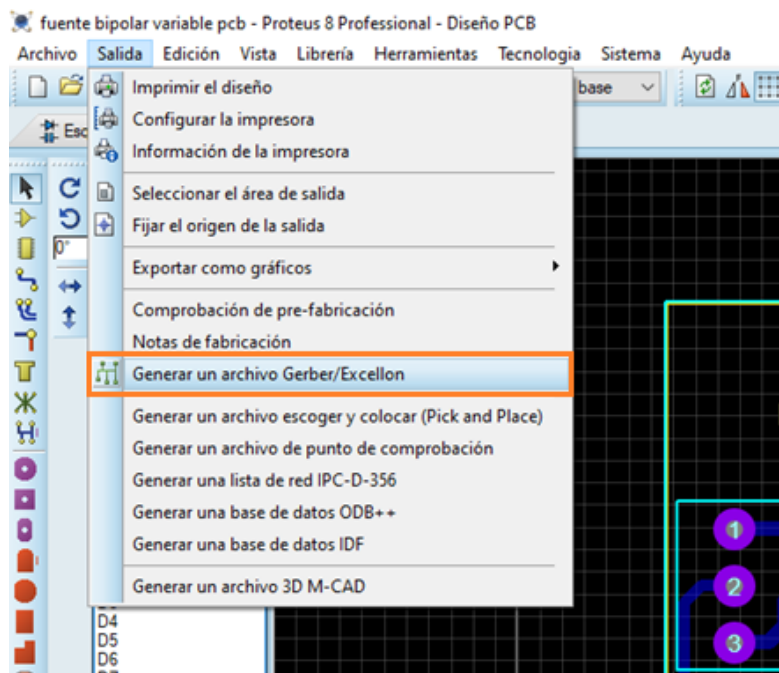 fuente bipolar variable pcb - Proteus 8 Professional - Diseño PCB
Archivo Salida Edición Vista Librería Herramientas Tecnologia Sistema Ayuda
base
Esq
0°
Imprimir el diseño
Configurar la impresora
Información de la impresora
Seleccionar el área de salida
Fijar el origen de la salida
Exportar como gráficos
Comprobación de pre-fabricación
Notas de fabricación
Generar un archivo Gerber/Excellon
Generar un archivo escoger y colocar (Pick and Place)
Generar un archivo de punto de comprobación
Generar una lista de red IPC-D-356
Generar una base de datos ODB++
Generar una base de datos IDF
Generar un archivo 3D M-CAD
D4
D5
D6
1
2
3